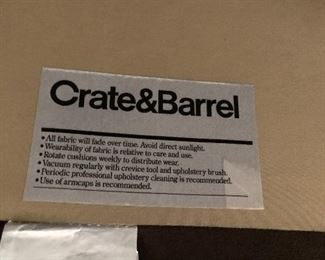 Crate&Barrel
•All fabric will fade over time. Avoid direct sunlight.
•Wearability of fabric is relative to care and use.
•Rotate cushions weekly to distribute wear.
•Vacuum regularly with crevice tool and upholstery brush.
•Periodic professional upholstery cleaning is recommended.
•Use of armcaps is recommended.